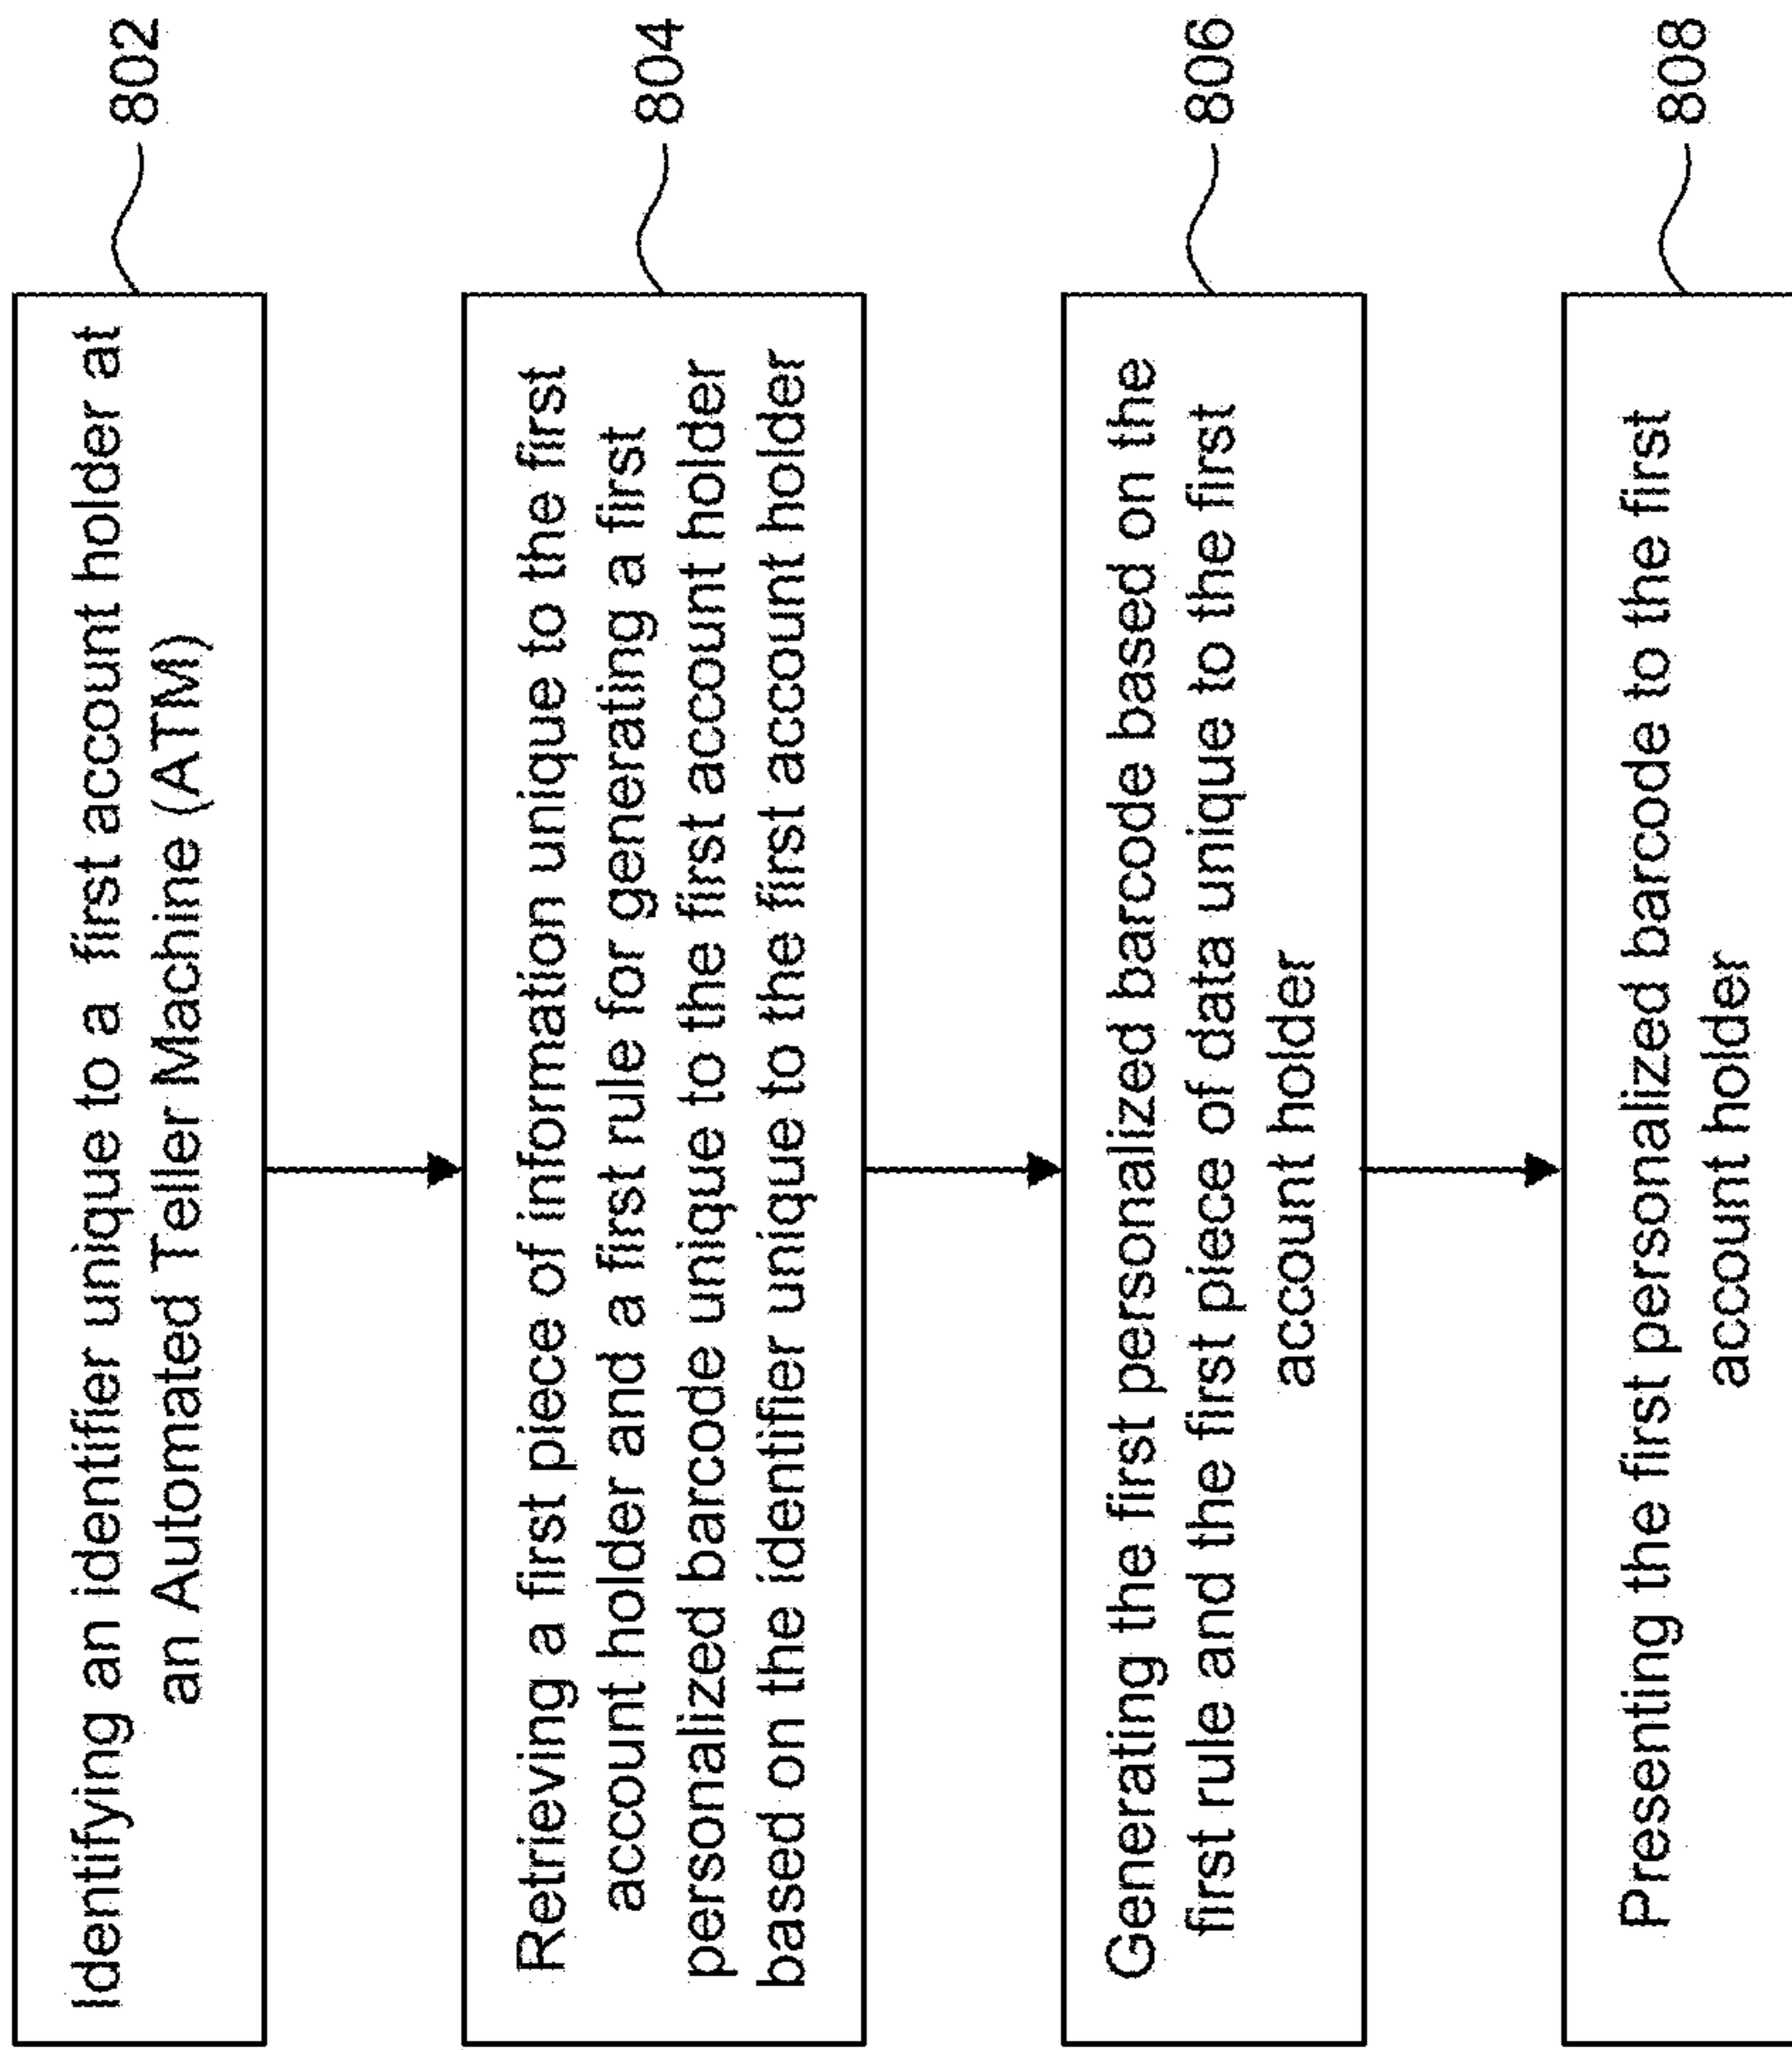 Identifying an identifier unique to a first account holder at
an Automated Teller Machine (ATM)
802
Retrieving a first piece of information unique to the first
account holder and a first rule for generating a first
personalized barcode unique to the first account holder
based on the identifier unique to the first account holder
804
Generating the first personalized barcode based on the
first rule and the first piece of data unique to the first
account holder
806
Presenting the first personalized barcode to the first
account holder
808